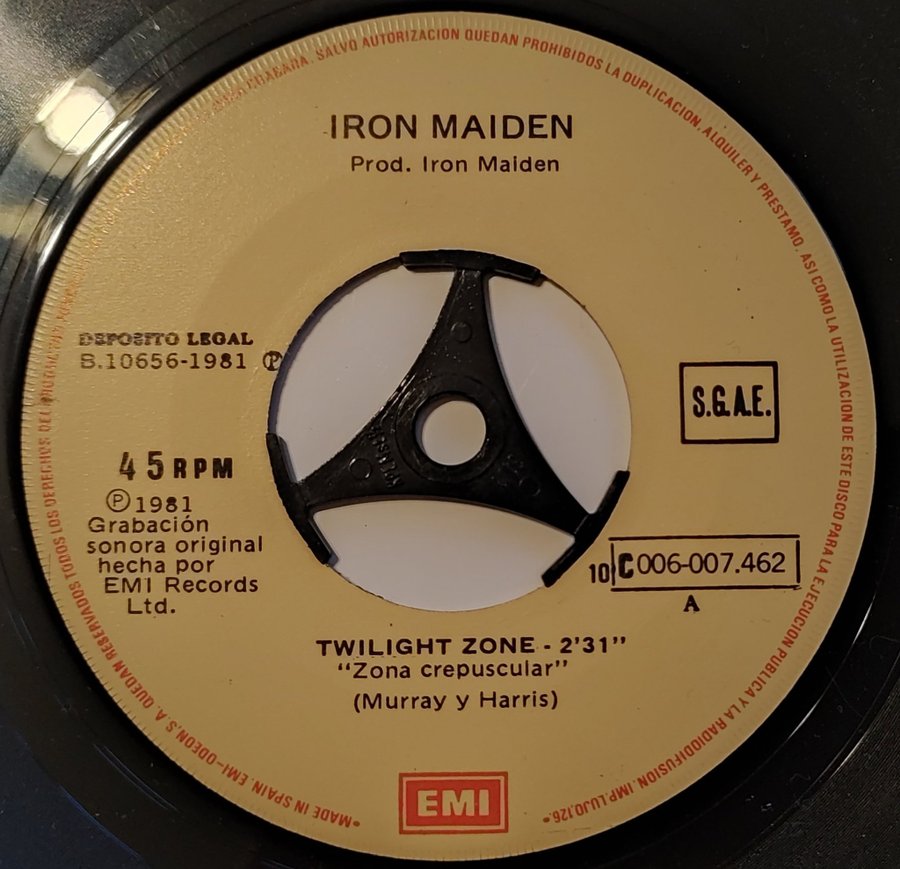 IRON MAIDEN
Prod. Iron Maiden
DEPOSITO LEGAL
B.10656-1981 Ⓟ
45 RPM
Ⓟ 1981
Grabación
sonora original
hecha por
EMI Records
Ltd.
S.G.A.E.
10 C 006-007.462
A
TWILIGHT ZONE - 2'31"
"Zona crepuscular"
(Murray y Harris)
EMI
•MADE IN SPAIN. EMI-ODEON, S.A. QUEDAN RESERVADOS TODOS LOS DERECHOS DEL GRABADA. SALVO AUTORIZACION QUEDAN PROHIBIDOS LA DUPLICACION, ALQUILER Y PRESTAMO, ASI COMO LA UTILIZACION DE ESTE DISCO PARA LA EJECUCION PUBLICA Y LA RADIODIFUSION. IMP. LUJO, 126.•